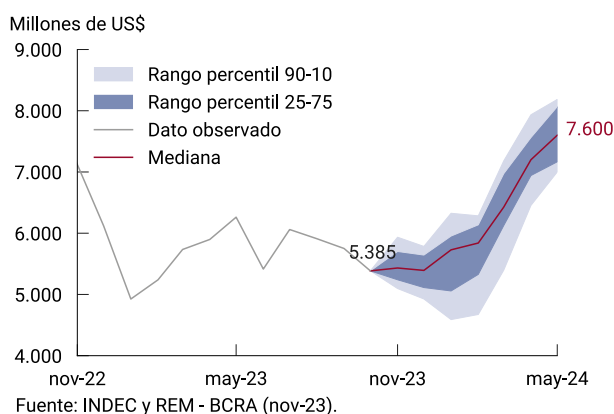 Millones de US$
9.000
Rango percentil 90-10
8.000
Rango percentil 25-75
Dato observado
7.600
7.000
Mediana
6.000
5.385
5.000
4.000
nov-22
may-23
nov-23
may-24
Fuente: INDEC y REM - BCRA (nov-23).